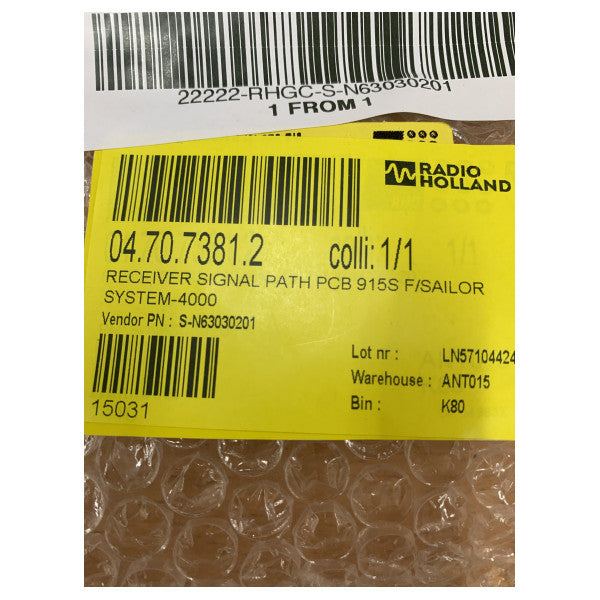 22222-RHGC-S-N63030201
1 FROM 1
RADIO
HOLLAND
04.70.7381.2 colli: 1/1
RECEIVER SIGNAL PATH PCB 915S F/SAILOR
SYSTEM-4000
Vendor PN : S-N63030201
Lot nr : LN57104424
Warehouse : ANT015
Bin : K80
15031